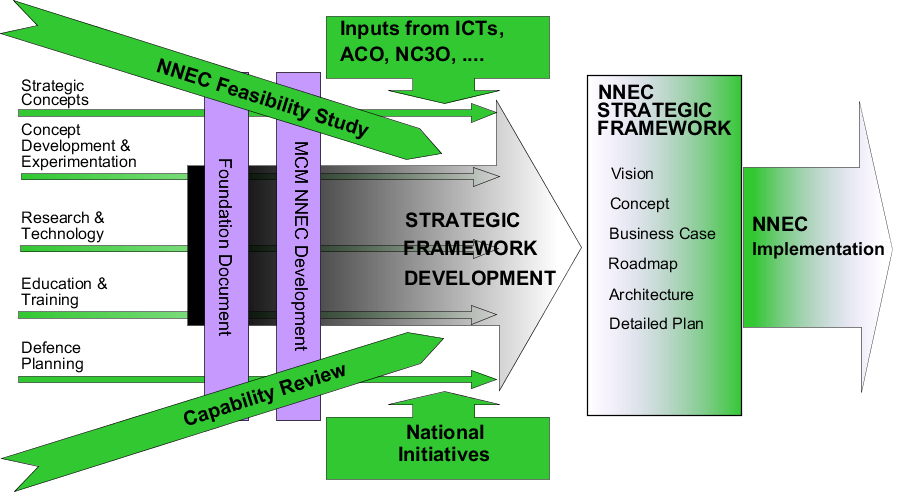 Inputs from ICTs,
ACO, NC3O, ....
NNEC Feasibility Study
Strategic
Concepts
Concept
Development &
Experimentation
Research &
Technology
Education &
Training
Defence
Planning
Foundation Document
MCM NNEC Development
STRATEGIC
FRAMEWORK
DEVELOPMENT
Capability Review
National
Initiatives
NNEC
STRATEGIC
FRAMEWORK
Vision
Concept
Business Case
Roadmap
Architecture
Detailed Plan
NNEC
Implementation